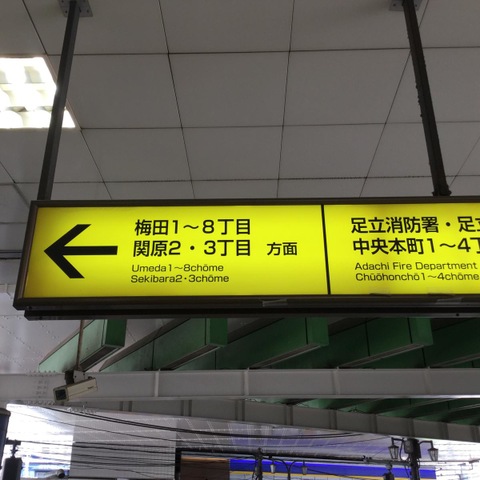 梅田1～8丁目
関原2・3丁目 方面
Umeda1～8chōme
Sekibara2・3chōme
足立消防署・足立
中央本町1～4丁
Adachi Fire Department
Chūōhonchō1～4chōme